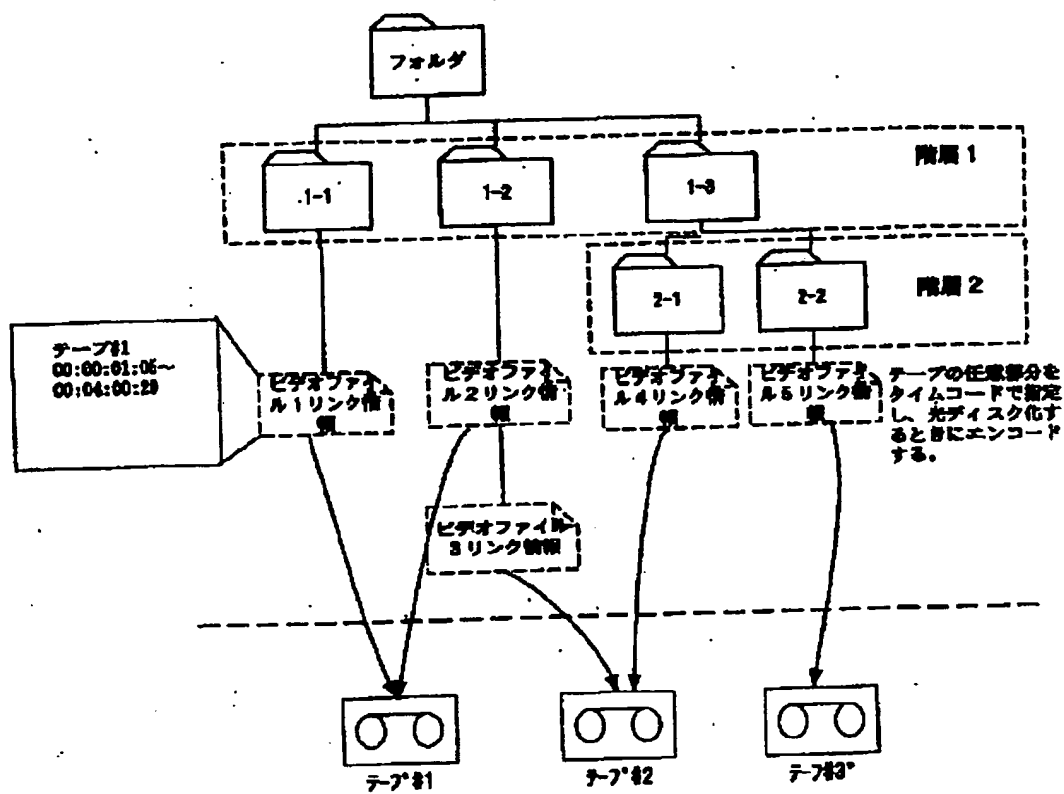 フォルダ
階層1
1-1
1-2
1-3
階層2
2-1
2-2
テープ#1
00:00:01:05～
00:04:00:29
ビデオファイ
ル1リンク情
報
ビデオファイ
ル2リンク情
報
ビデオファイ
ル4リンク情
報
ビデオファイ
ル5リンク情
報
テープの任意部分を
タイムコードで指定
し、光ディスク化す
るときにエンコード
する。
ビデオファイル
3リンク情報
テープ#1
テープ#2
テープ#3